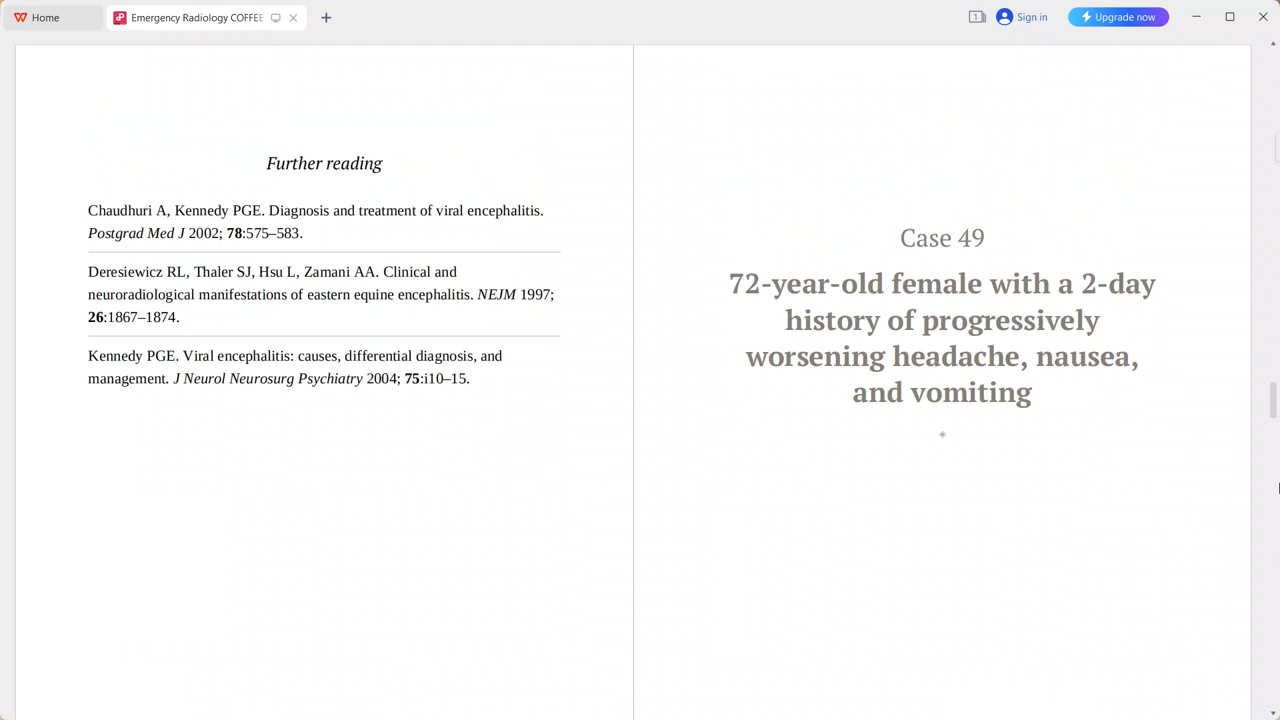 Home
Emergency Radiology COFFEE
1
Sign in
Upgrade now
Further reading
Chaudhuri A, Kennedy PGE. Diagnosis and treatment of viral encephalitis.
Postgrad Med J 2002; 78:575–583.
Deresiewicz RL, Thaler SJ, Hsu L, Zamani AA. Clinical and
neuroradiological manifestations of eastern equine encephalitis. NEJM 1997;
26:1867–1874.
Kennedy PGE. Viral encephalitis: causes, differential diagnosis, and
management. J Neurol Neurosurg Psychiatry 2004; 75:i10–15.
Case 49
72-year-old female with a 2-day
history of progressively
worsening headache, nausea,
and vomiting